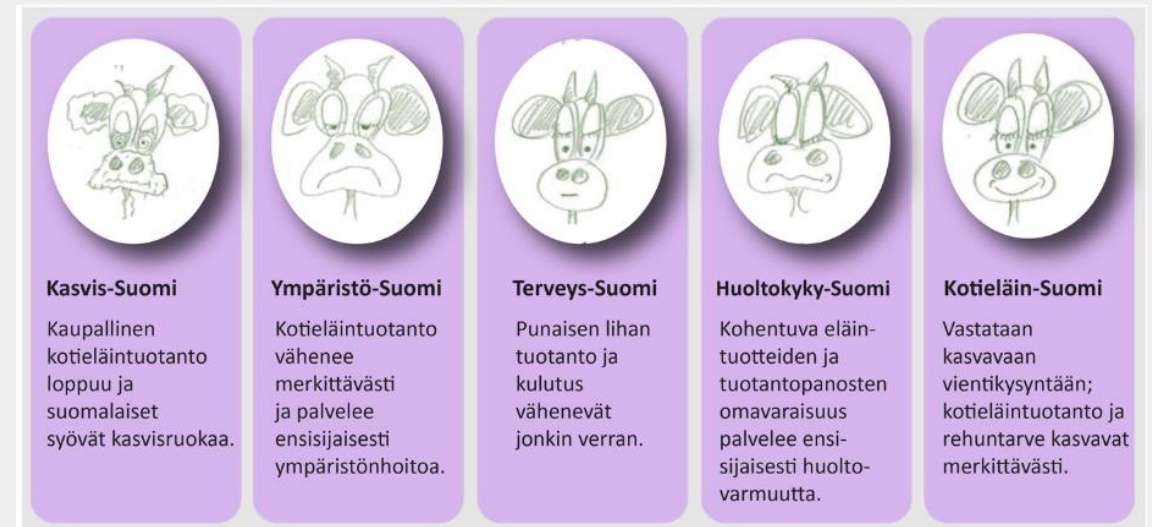 Kasvis-Suomi
Kaupallinen
kotieläintuotanto
loppuu ja
suomalaiset
syövät kasvisruokaa.
Ympäristö-Suomi
Kotieläintuotanto
vähenee
merkittävästi
ja palvelee
ensisijaisesti
ympäristönhoitoa.
Terveys-Suomi
Punaisen lihan
tuotanto ja
kulutus
vähenevät
jonkin verran.
Huoltokyky-Suomi
Kohentuva eläin-
tuotteiden ja
tuotantopanosten
omavaraisuus
palvelee ensi-
sijaisesti huolto-
varmuutta.
Kotieläin-Suomi
Vastataan
kasvavaan
vientikysyntään;
kotieläintuotanto ja
rehuntarve kasvavat
merkittävästi.